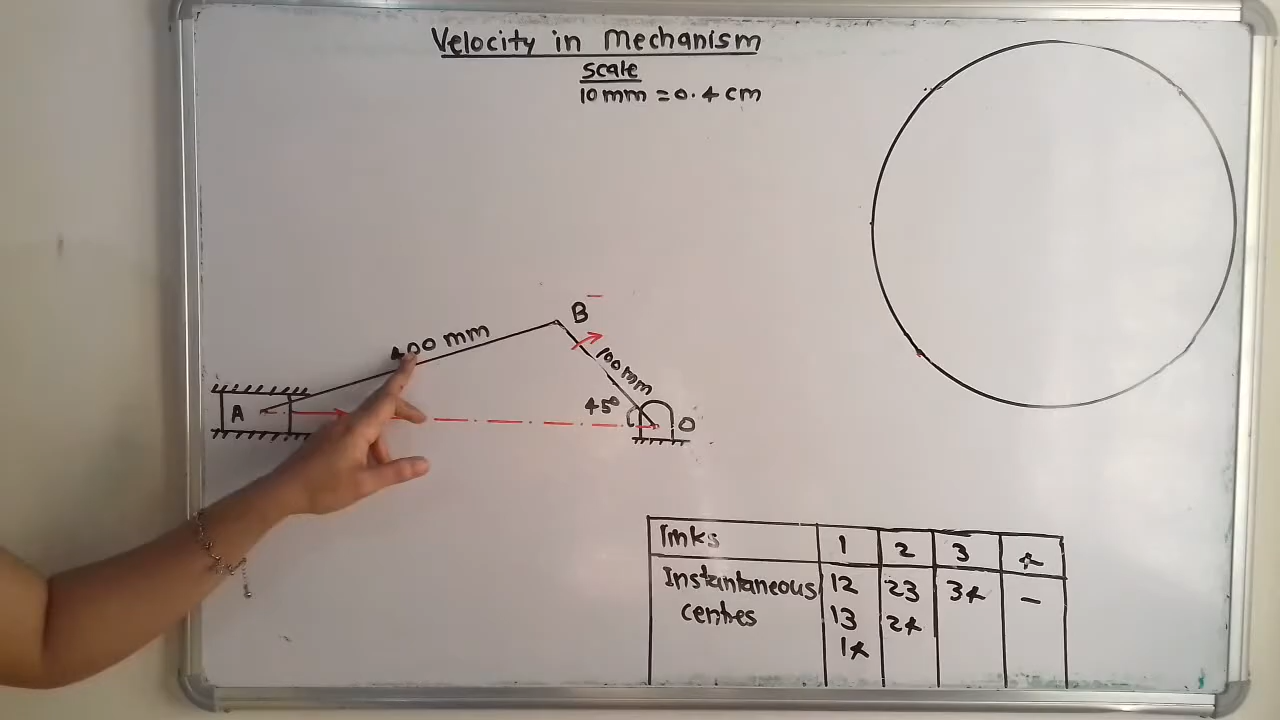 Velocity in Mechanism
Scale
10 mm = 0.4 cm
B
400 mm
100 mm
45°
A
O
links 1 2 3 4
Instantaneous 12 23 34 -
centres 13 24
14